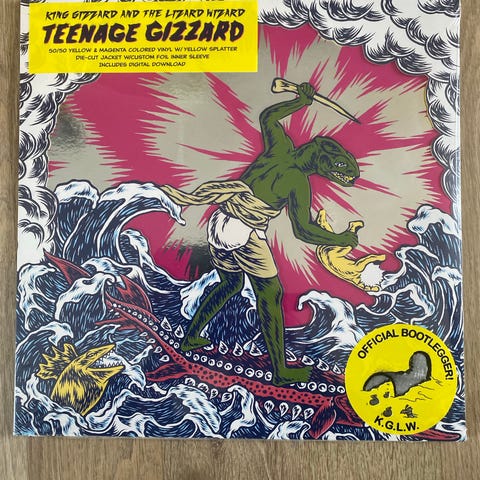 KING GIZZARD AND THE LIZARD WIZARD
TEENAGE GIZZARD
50/50 YELLOW & MAGENTA COLORED VINYL W/ YELLOW SPLATTER
DIE-CUT JACKET W/CUSTOM FOIL INNER SLEEVE
INCLUDES DIGITAL DOWNLOAD
OFFICIAL BOOTLEGGER!
K.G.L.W.